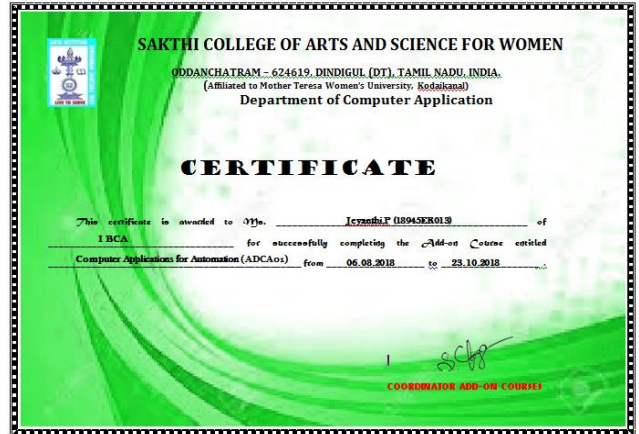 SAKTHI COLLEGE OF ARTS AND SCIENCE FOR WOMEN
ODDANCHATRAM – 624619, DINDIGUL (DT), TAMIL NADU, INDIA.
(Affiliated to Mother Teresa Women's University, Kodaikanal)
Department of Computer Application
CERTIFICATE
This certificate is awarded to Ms. Jeyanthi.P (18945ER013) of
I BCA for successfully completing the Add-on Course entitled
Computer Applications for Automation (ADCA01) from 06.08.2018 to 23.10.2018.
COORDINATOR ADD-ON COURSES